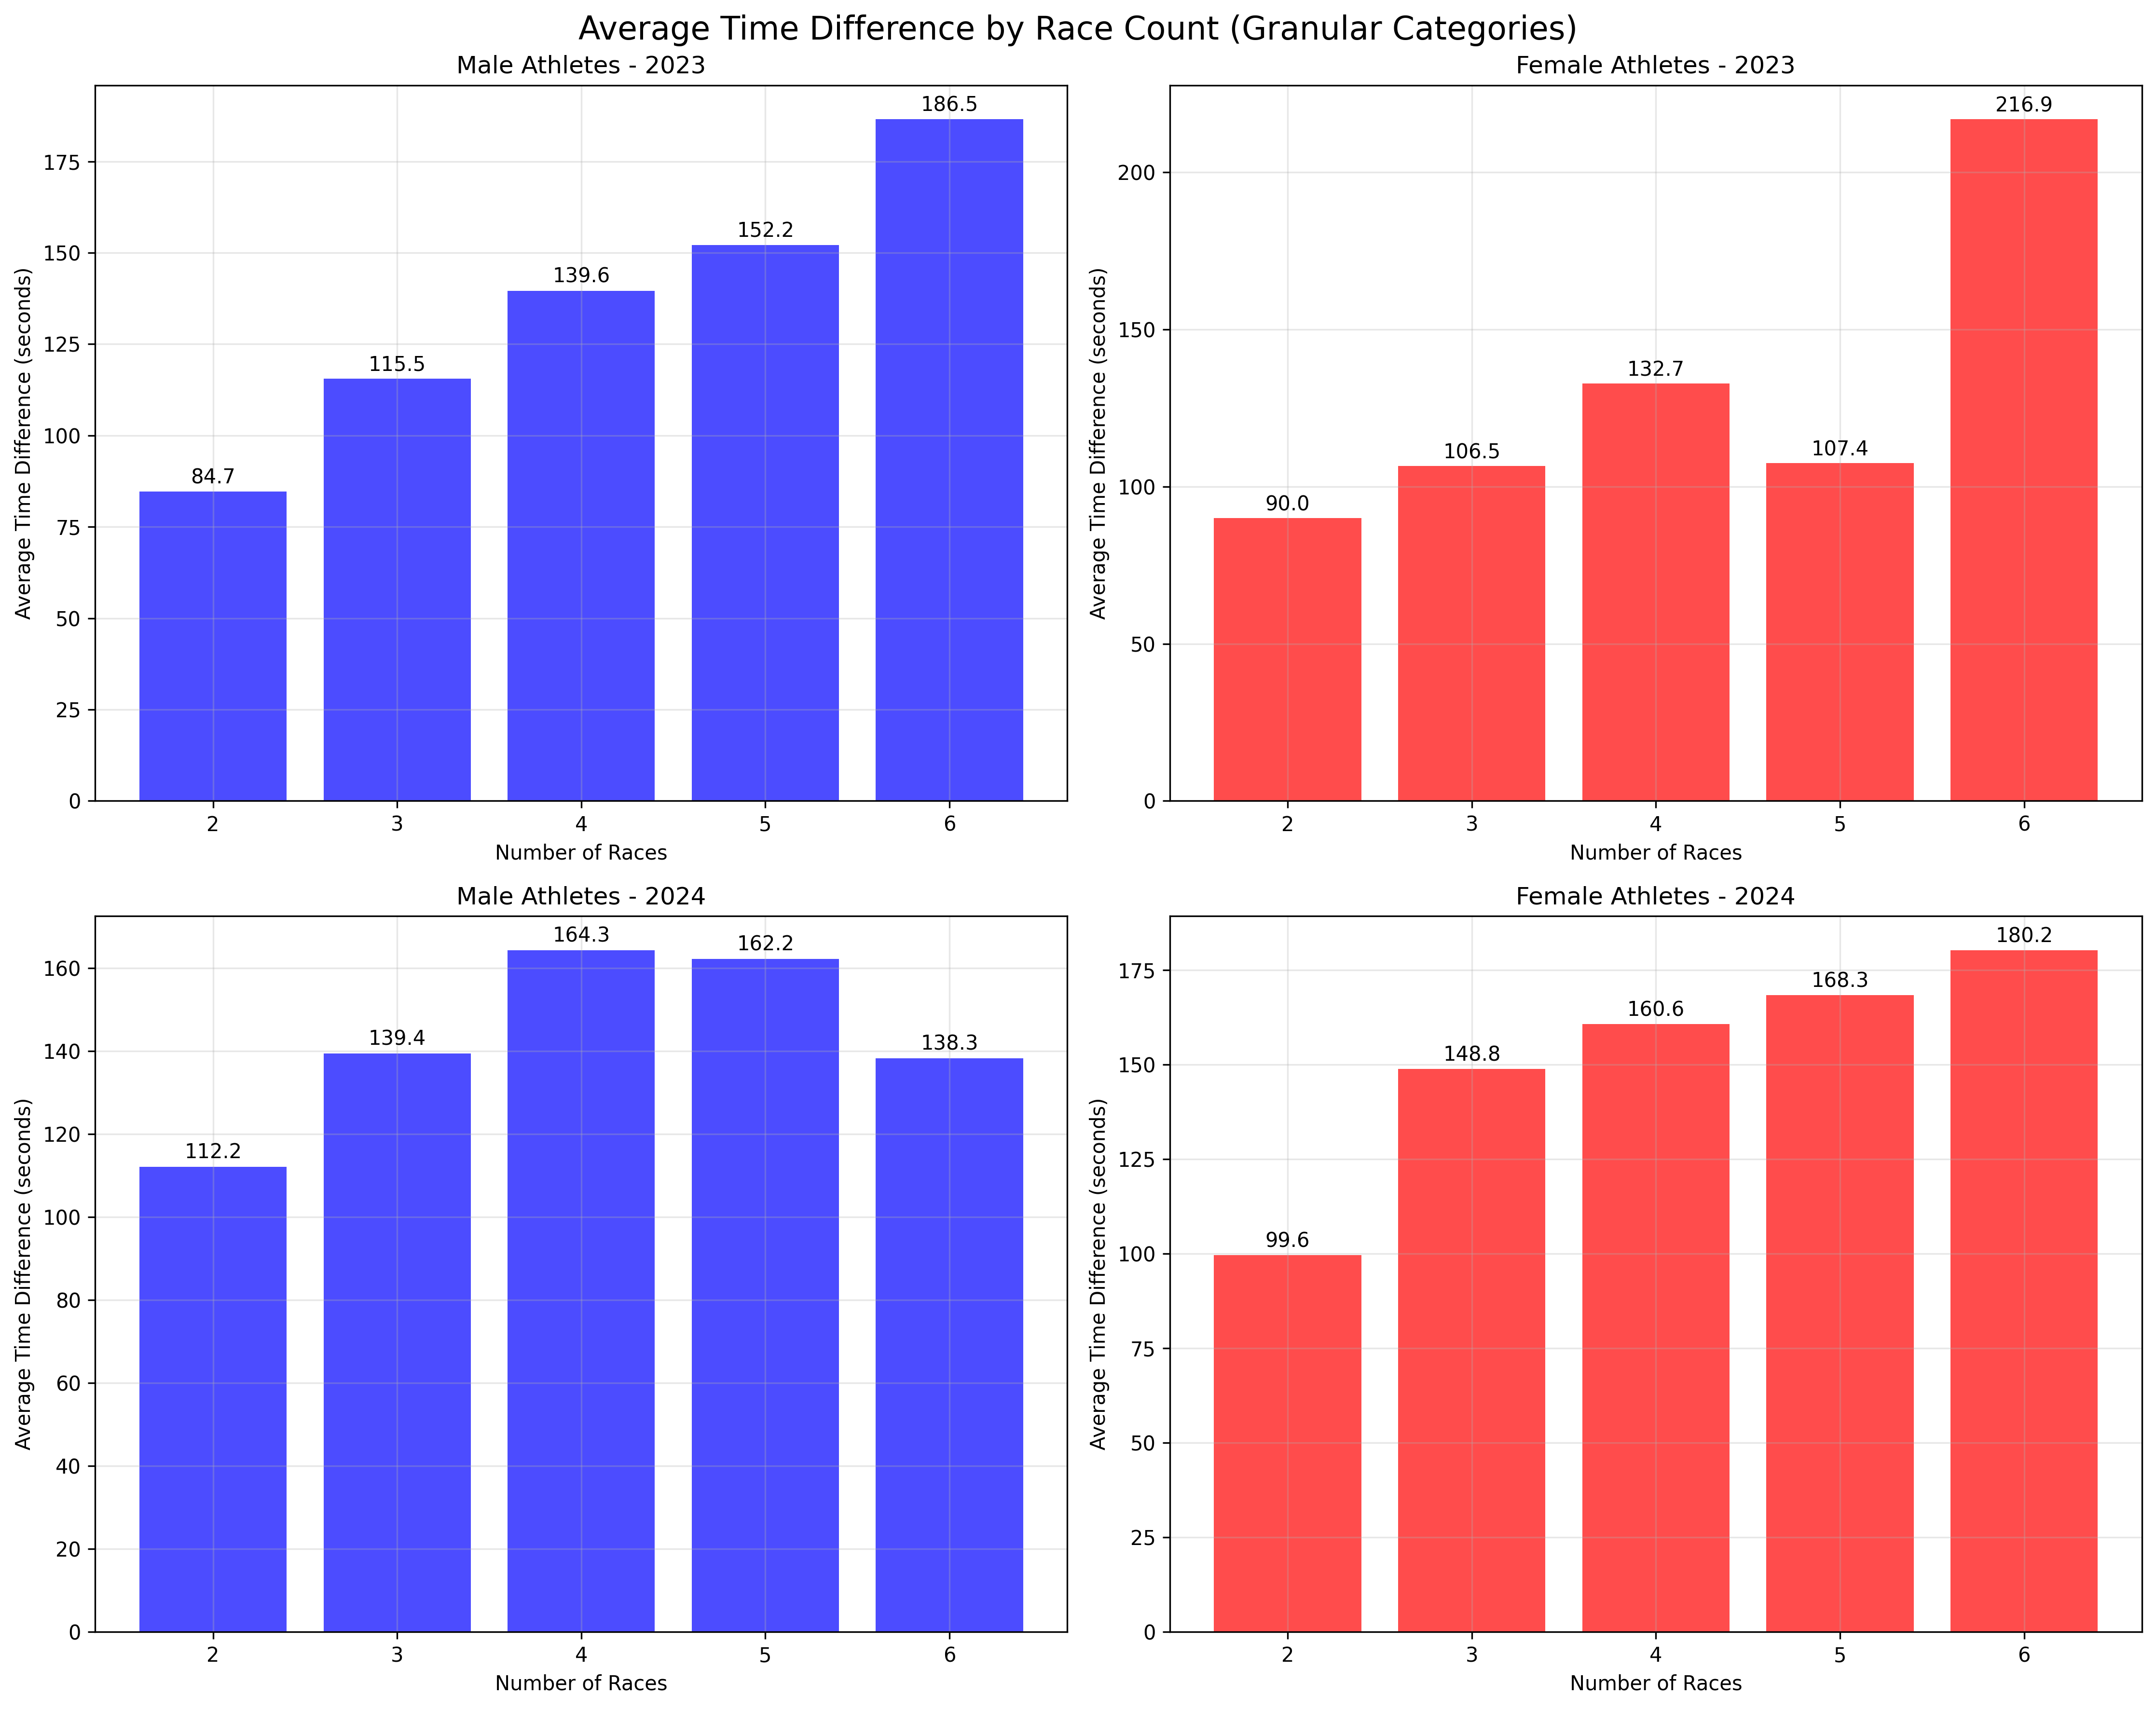 Average Time Difference by Race Count (Granular Categories)
Male Athletes - 2023
Average Time Difference (seconds)
175
150
125
100
75
50
25
0
186.5
152.2
139.6
115.5
84.7
2 3 4 5 6
Number of Races
Female Athletes - 2023
Average Time Difference (seconds)
200
150
100
50
0
216.9
132.7
106.5
107.4
90.0
2 3 4 5 6
Number of Races
Male Athletes - 2024
Average Time Difference (seconds)
160
140
120
100
80
60
40
20
0
164.3
162.2
139.4
138.3
112.2
2 3 4 5 6
Number of Races
Female Athletes - 2024
Average Time Difference (seconds)
175
150
125
100
75
50
25
0
180.2
168.3
160.6
148.8
99.6
2 3 4 5 6
Number of Races